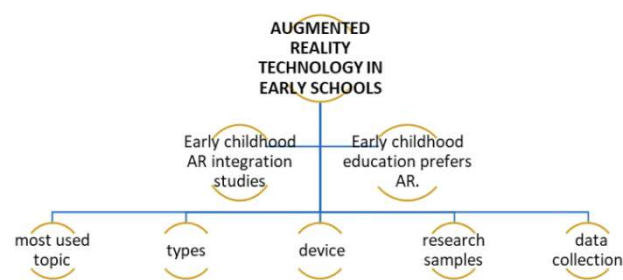 AUGMENTED
REALITY
TECHNOLOGY IN
EARLY SCHOOLS
Early childhood
AR integration
studies
Early childhood
education prefers
AR.
most used
topic
types
device
research
samples
data
collection